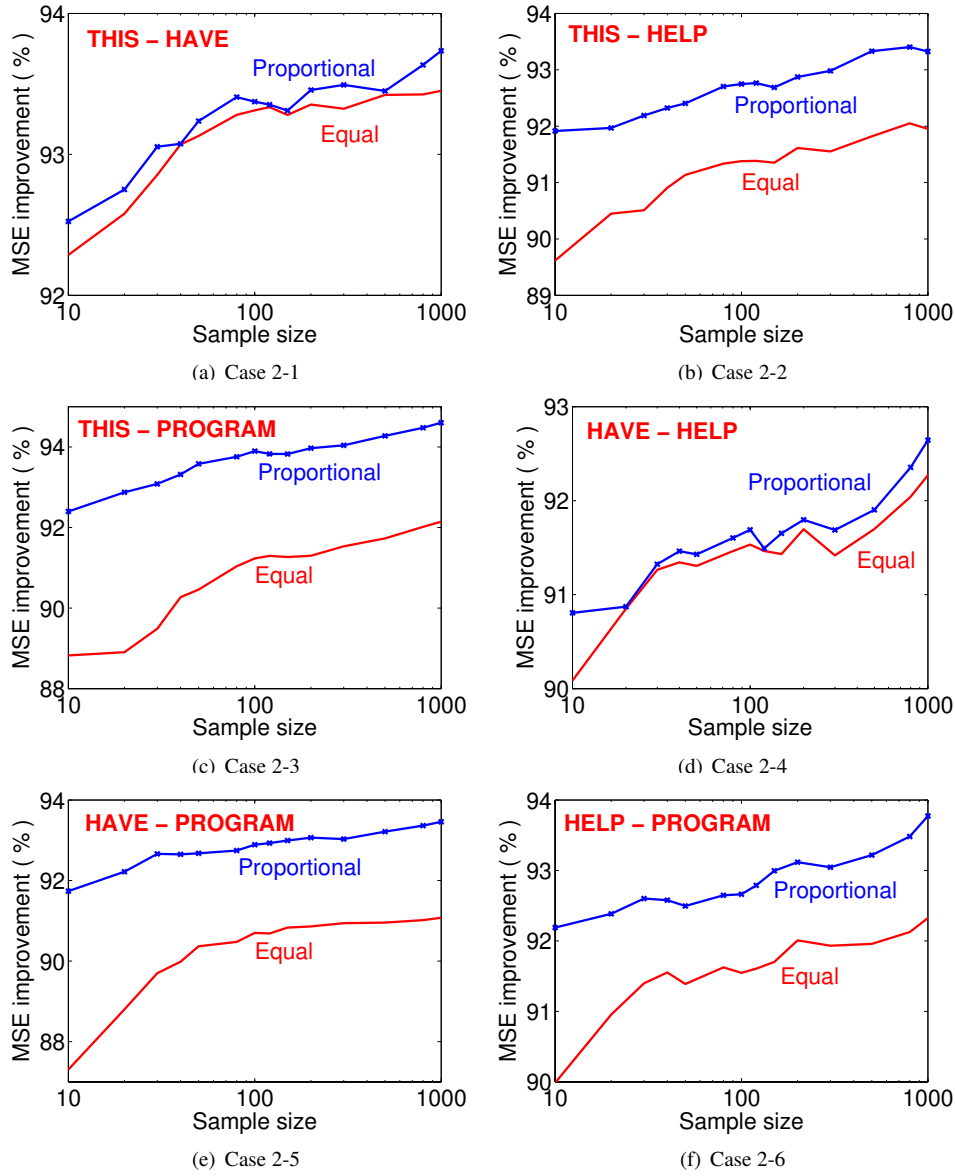 94
THIS – HAVE
Proportional
93
Equal
92
MSE improvement ( % )
10
100
1000
Sample size
(a) Case 2-1
94
THIS – HELP
93
Proportional
92
91
Equal
90
89
MSE improvement ( % )
10
100
1000
Sample size
(b) Case 2-2
THIS – PROGRAM
94
Proportional
92
90
Equal
88
MSE improvement ( % )
10
100
1000
Sample size
(c) Case 2-3
93
HAVE – HELP
Proportional
92
Equal
91
90
MSE improvement ( % )
10
100
1000
Sample size
(d) Case 2-4
94
HAVE – PROGRAM
92
Proportional
90
Equal
88
MSE improvement ( % )
10
100
1000
Sample size
(e) Case 2-5
94
HELP – PROGRAM
93
Proportional
92
Equal
91
90
MSE improvement ( % )
10
100
1000
Sample size
(f) Case 2-6